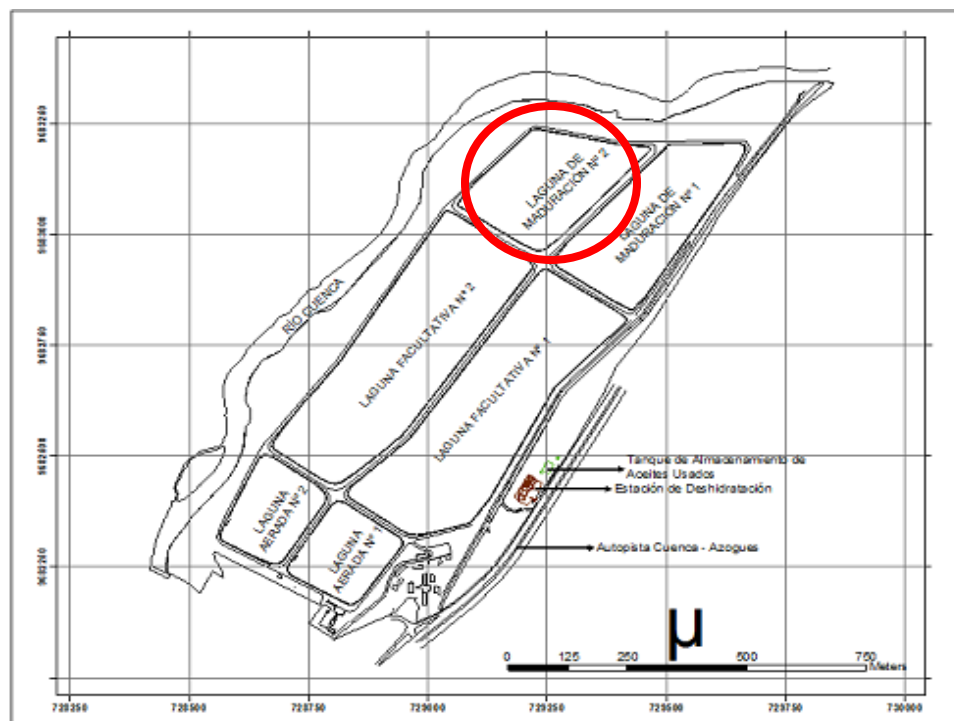 LAGUNA DE
MADURACIÓN Nº 2
LAGUNA DE
MADURACIÓN Nº 1
RÍO CUENCA
LAGUNA FACULTATIVA Nº 2
LAGUNA FACULTATIVA Nº 1
Tanque de Almacenamiento de
Aceites Usados
Estación de Deshidratación
LAGUNA
AERADA Nº 2
LAGUNA
AERADA Nº 1
Autopista Cuenca - Azogues
µ
0 125 250 500 750
Meters
728250 728500 728750 729000 729250 729500 729750 730000